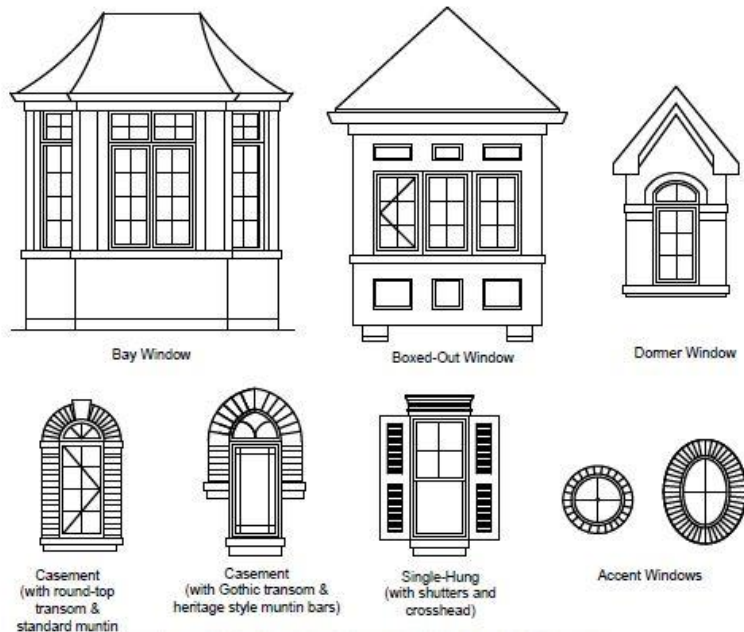 Bay Window
Boxed-Out Window
Dormer Window
Casement
(with round-top
transom &
standard muntin
Casement
(with Gothic transom &
heritage style muntin bars)
Single-Hung
(with shutters and
crosshead)
Accent Windows